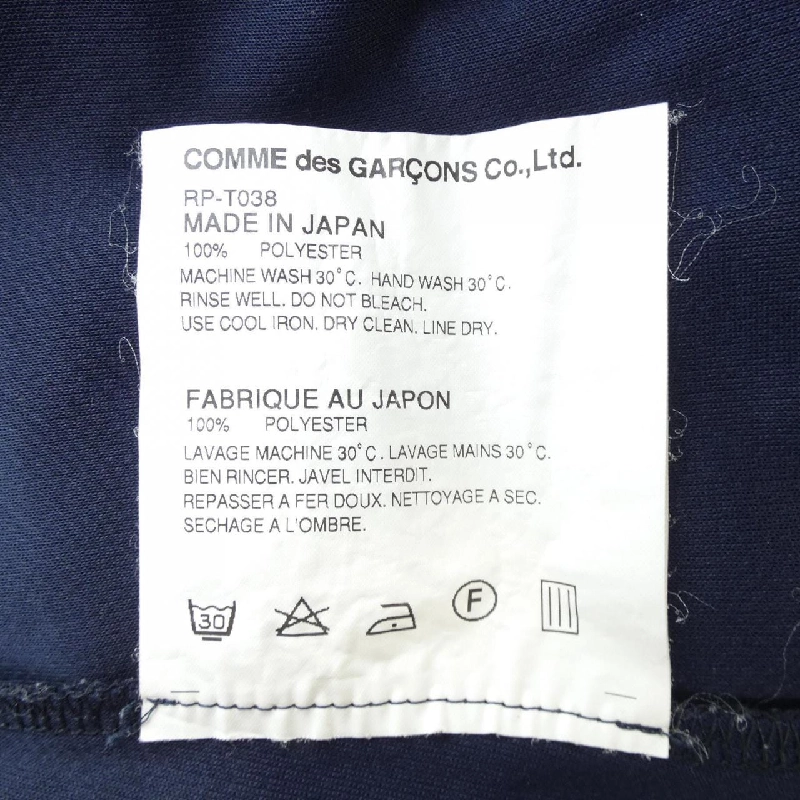 COMME des GARÇONS Co.,Ltd.
RP-T038
MADE IN JAPAN
100% POLYESTER
MACHINE WASH 30°C. HAND WASH 30°C.
RINSE WELL. DO NOT BLEACH.
USE COOL IRON. DRY CLEAN. LINE DRY.
FABRIQUE AU JAPON
100% POLYESTER
LAVAGE MACHINE 30°C. LAVAGE MAINS 30°C.
BIEN RINCER. JAVEL INTERDIT.
REPASSER A FER DOUX. NETTOYAGE A SEC.
SECHAGE A L'OMBRE.
30 F